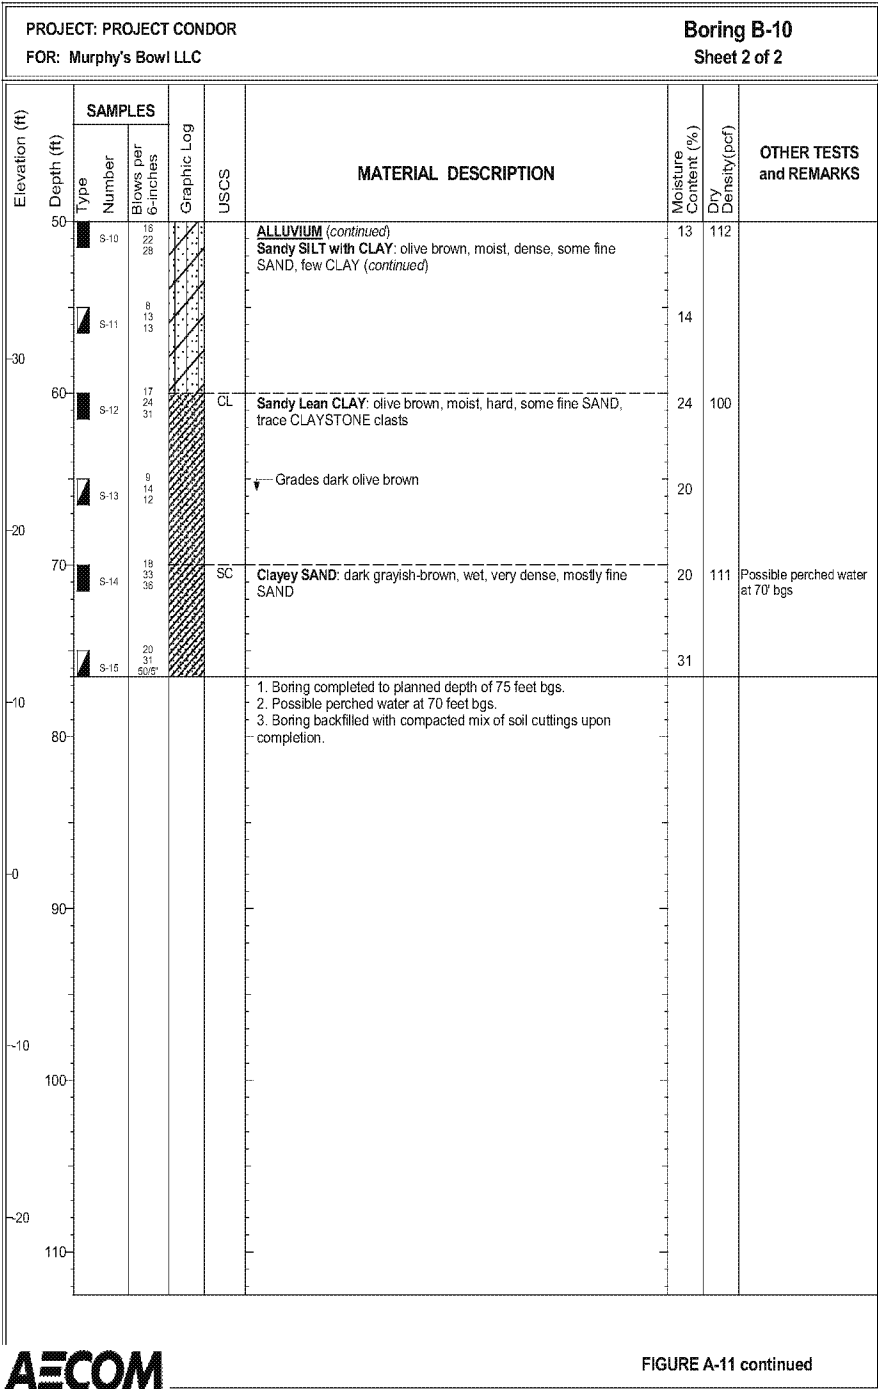 PROJECT: PROJECT CONDOR
FOR: Murphy's Bowl LLC
Boring B-10
Sheet 2 of 2
Elevation (ft)
Depth (ft)
SAMPLES
Type
Number
Blows per
6-inches
Graphic Log
USCS
MATERIAL DESCRIPTION
Moisture
Content (%)
Dry
Density(pcf)
OTHER TESTS
and REMARKS
50
S-10
16
22
28
ALLUVIUM (continued)
Sandy SILT with CLAY: olive brown, moist, dense, some fine
SAND, few CLAY (continued)
13 112
S-11
8
13
13
14
30
60
S-12
17
24
31
CL
Sandy Lean CLAY: olive brown, moist, hard, some fine SAND,
trace CLAYSTONE clasts
24 100
S-13
9
14
12
Grades dark olive brown
20
20
70
S-14
18
33
36
SC
Clayey SAND: dark grayish-brown, wet, very dense, mostly fine
SAND
20 111
Possible perched water
at 70' bgs
S-15
20
31
50/5"
31
1. Boring completed to planned depth of 75 feet bgs.
2. Possible perched water at 70 feet bgs.
3. Boring backfilled with compacted mix of soil cuttings upon
completion.
10
80
0
90
-10
100
-20
110
AECOM
FIGURE A-11 continued